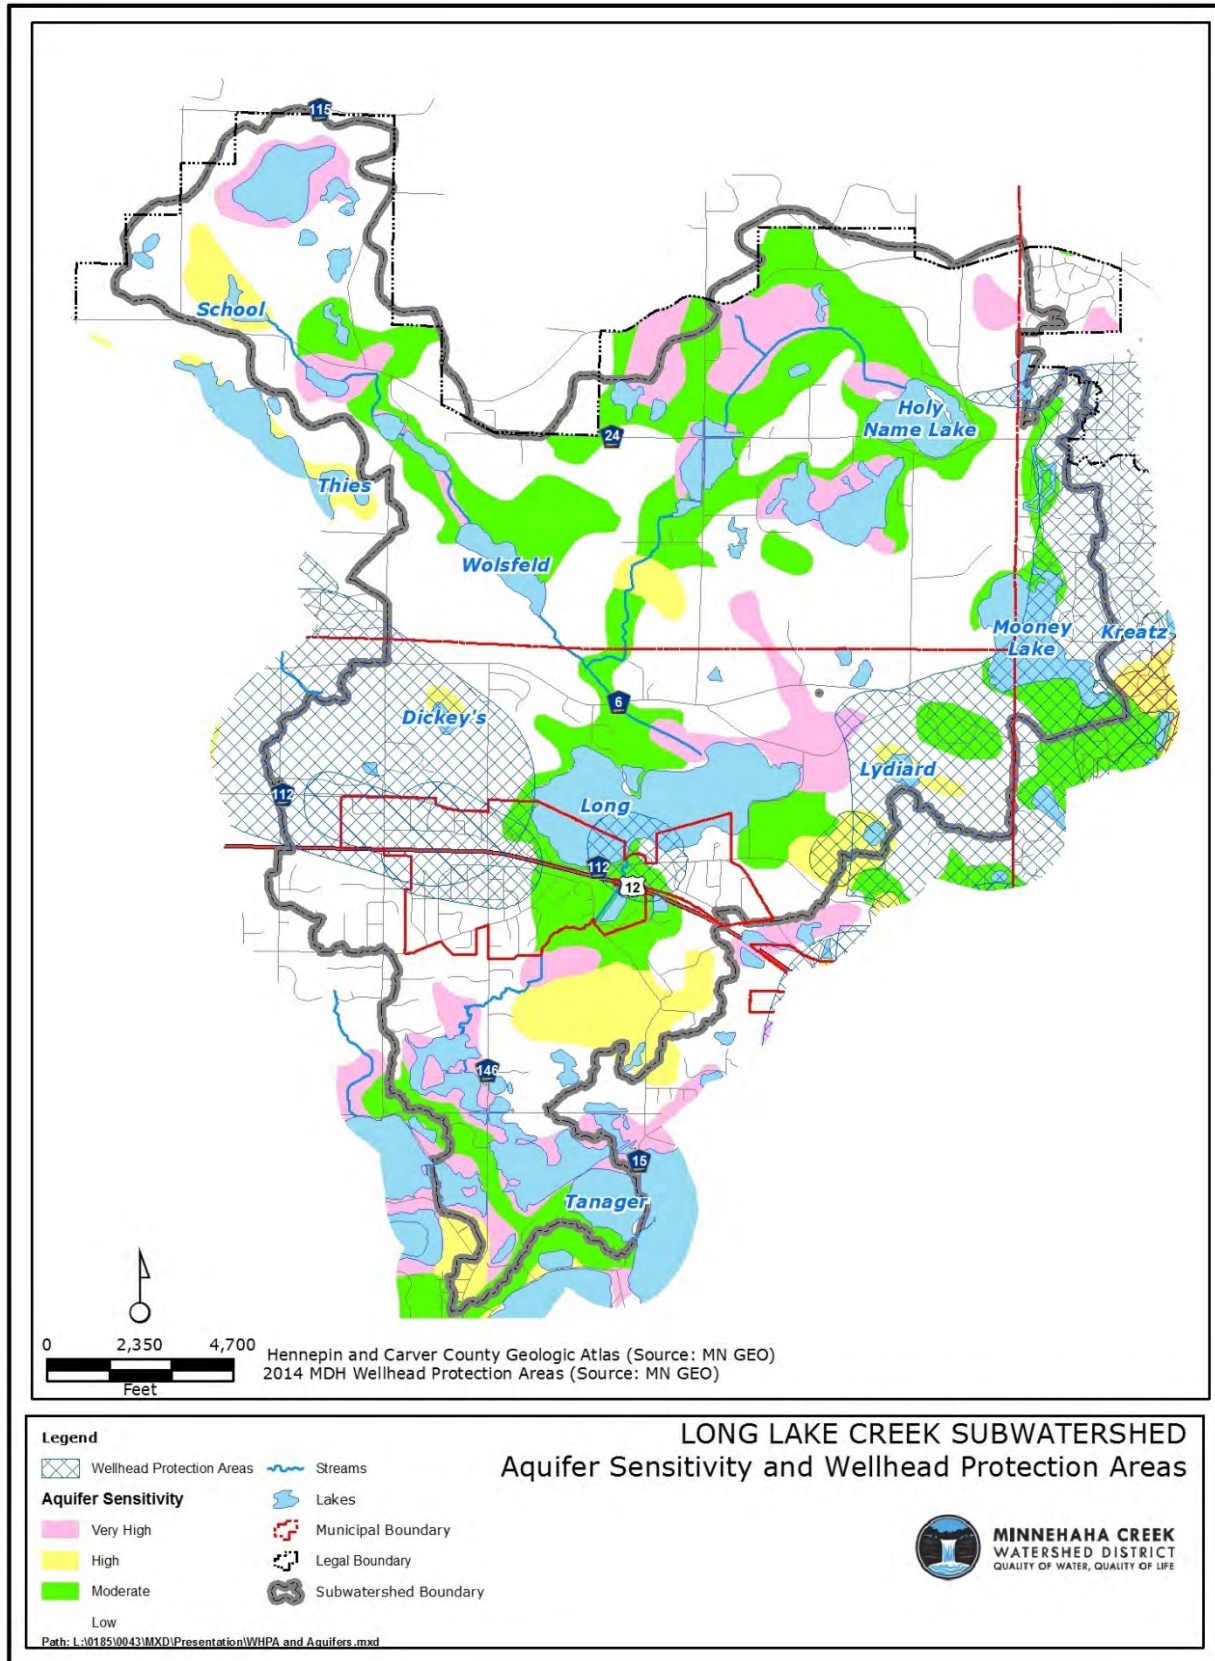 115
School
Holy
Name Lake
24
Thies
Wolsfeld
Mooney
Lake
Kreatz
6
Dickey's
Lydiard
112
Long
112
12
146
15
Tanager
0 2,350 4,700
Feet
Hennepin and Carver County Geologic Atlas (Source: MN GEO)
2014 MDH Wellhead Protection Areas (Source: MN GEO)
LONG LAKE CREEK SUBWATERSHED
Aquifer Sensitivity and Wellhead Protection Areas
Legend
Wellhead Protection Areas
Aquifer Sensitivity
Very High
High
Moderate
Low
Streams
Lakes
Municipal Boundary
Legal Boundary
Subwatershed Boundary
Path: L:\0185\0043\MXD\Presentation\WHPA and Aquifers.mxd
MINNEHAHA CREEK
WATERSHED DISTRICT
QUALITY OF WATER, QUALITY OF LIFE